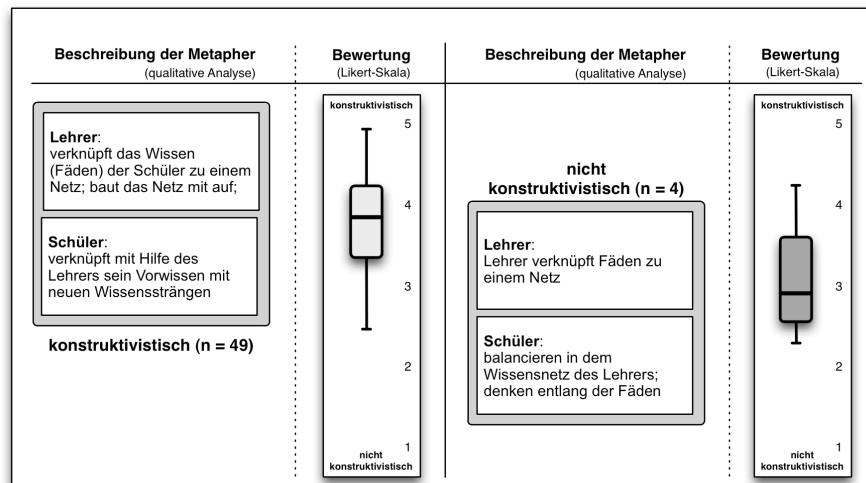 Beschreibung der Metapher
(qualitative Analyse)
Bewertung
(Likert-Skala)
Lehrer:
verknüpft das Wissen
(Fäden) der Schüler zu einem
Netz; baut das Netz mit auf;
Schüler:
verknüpft mit Hilfe des
Lehrers sein Vorwissen mit
neuen Wissenssträngen
konstruktivistisch (n = 49)
konstruktivistisch
5
4
3
2
1
nicht
konstruktivistisch
Beschreibung der Metapher
(qualitative Analyse)
Bewertung
(Likert-Skala)
nicht
konstruktivistisch (n = 4)
Lehrer:
Lehrer verknüpft Fäden zu
einem Netz
Schüler:
balancieren in dem
Wissensnetz des Lehrers;
denken entlang der Fäden
konstruktivistisch
5
4
3
2
1
nicht
konstruktivistisch